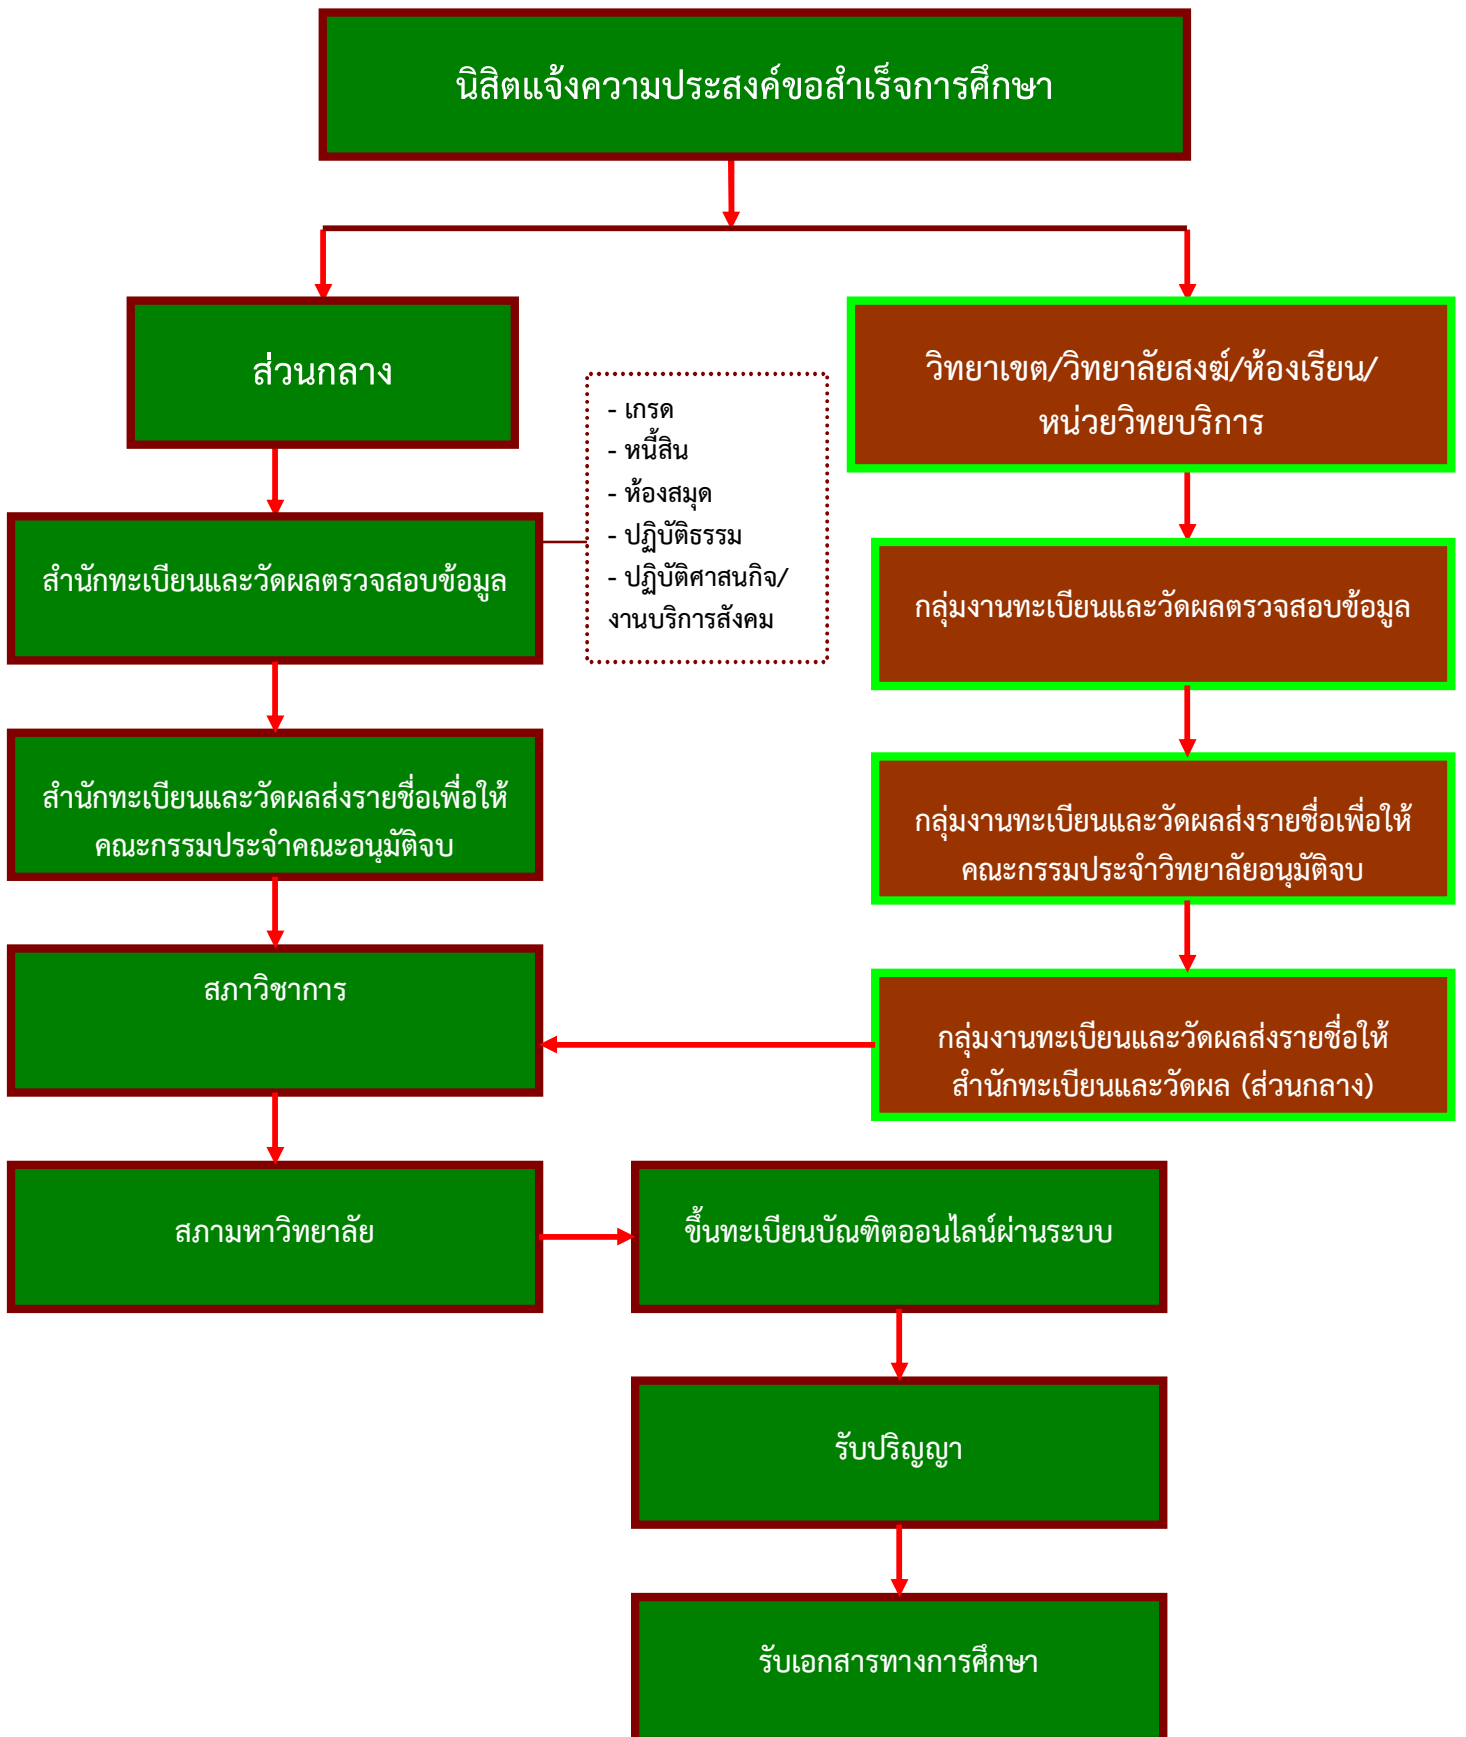 นิสิตแจ้งความประสงค์ขอสำเร็จการศึกษา
ส่วนกลาง
วิทยาเขต/วิทยาลัยสงฆ์/ห้องเรียน/
หน่วยวิทยบริการ
- เกรด
- หนี้สิน
- ห้องสมุด
- ปฏิบัติธรรม
- ปฏิบัติศาสนกิจ/
งานบริการสังคม
สำนักทะเบียนและวัดผลตรวจสอบข้อมูล
กลุ่มงานทะเบียนและวัดผลตรวจสอบข้อมูล
สำนักทะเบียนและวัดผลส่งรายชื่อเพื่อให้
คณะกรรมประจำคณะอนุมัติจบ
กลุ่มงานทะเบียนและวัดผลส่งรายชื่อเพื่อให้
คณะกรรมประจำวิทยาลัยอนุมัติจบ
สภาวิชาการ
กลุ่มงานทะเบียนและวัดผลส่งรายชื่อให้
สำนักทะเบียนและวัดผล (ส่วนกลาง)
สภามหาวิทยาลัย
ขึ้นทะเบียนบัณฑิตออนไลน์ผ่านระบบ
รับปริญญา
รับเอกสารทางการศึกษา